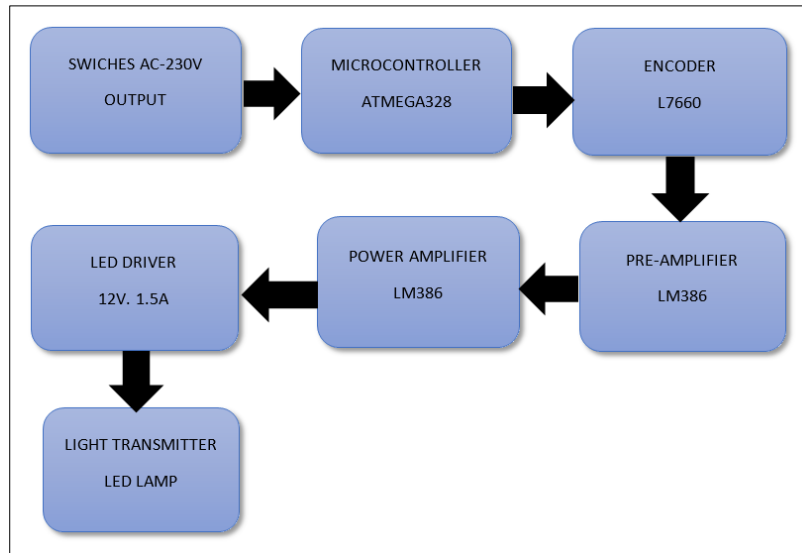 SWICHES AC-230V
OUTPUT
MICROCONTROLLER
ATMEGA328
ENCODER
L7660
PRE-AMPLIFIER
LM386
POWER AMPLIFIER
LM386
LED DRIVER
12V. 1.5A
LIGHT TRANSMITTER
LED LAMP